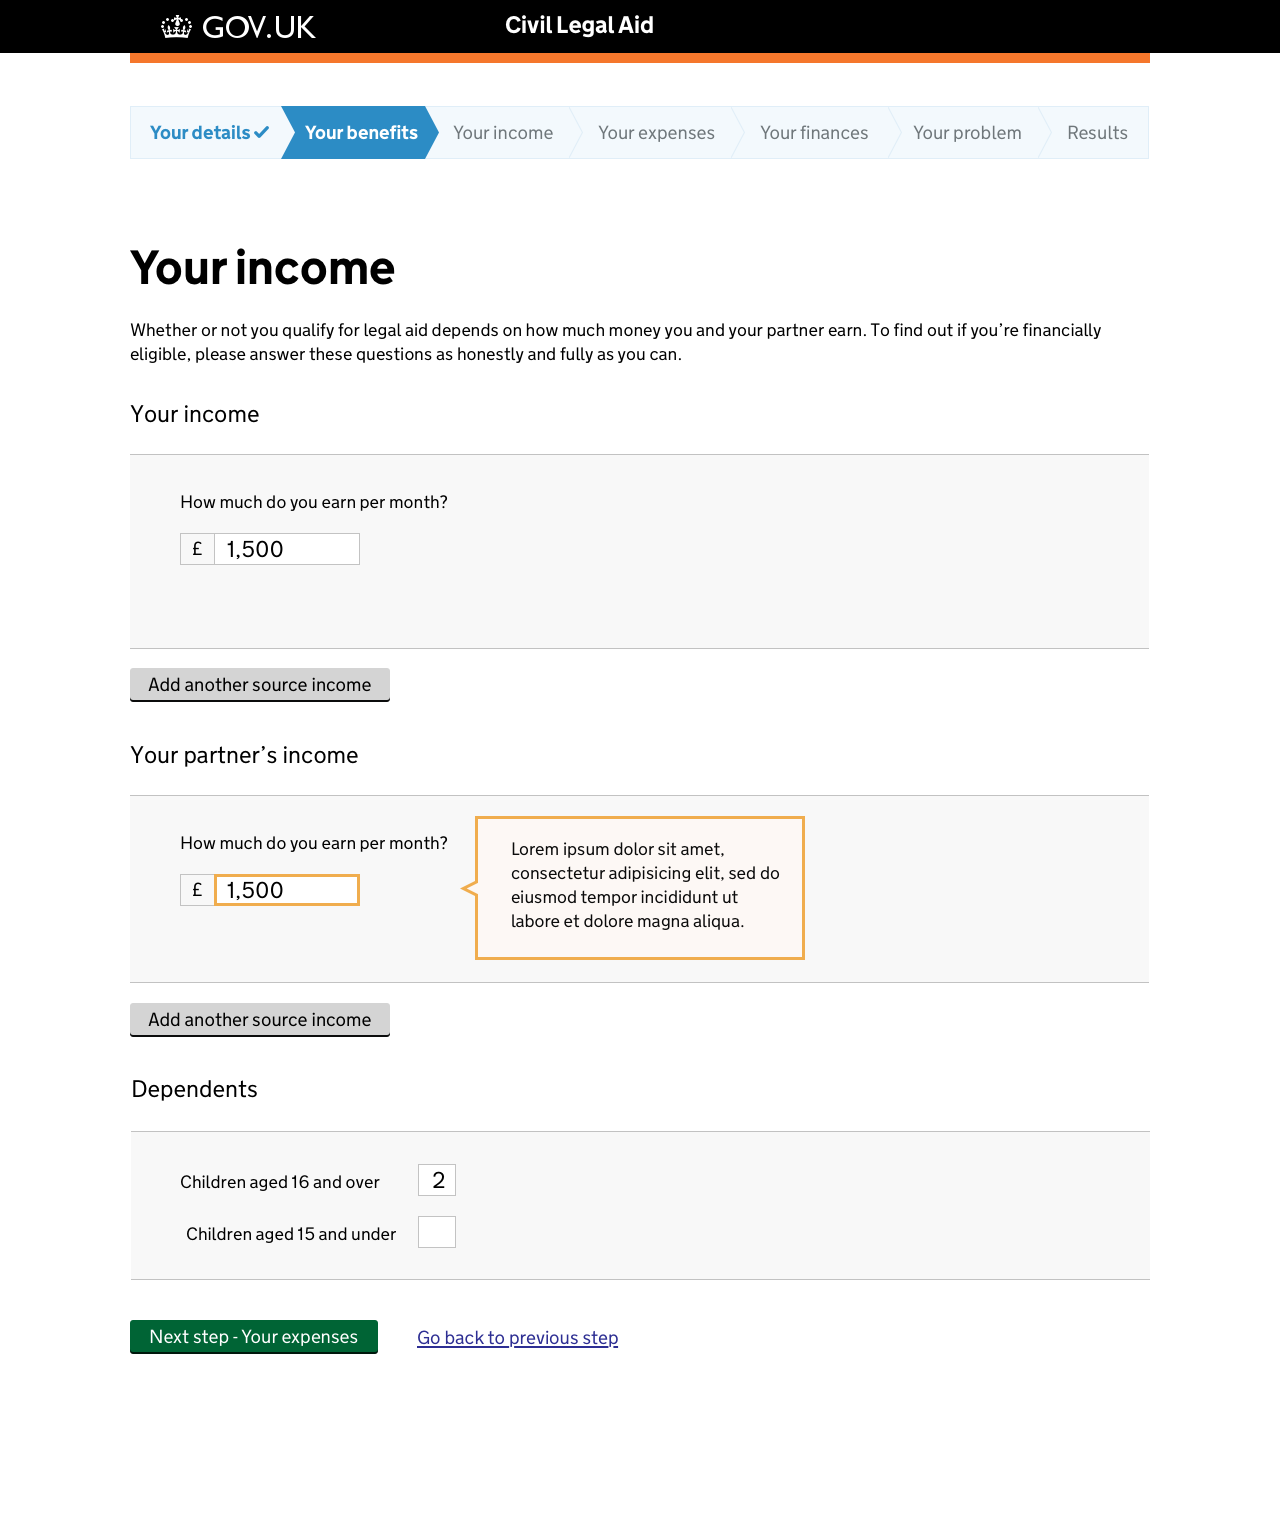 GOV.UK
Civil Legal Aid
Your details
Your benefits
Your income
Your expenses
Your finances
Your problem
Results
Your income
Whether or not you qualify for legal aid depends on how much money you and your partner earn. To find out if you’re financially
eligible, please answer these questions as honestly and fully as you can.
Your income
How much do you earn per month?
£ 1,500
Add another source income
Your partner’s income
How much do you earn per month?
£ 1,500
Lorem ipsum dolor sit amet,
consectetur adipisicing elit, sed do
eiusmod tempor incididunt ut
labore et dolore magna aliqua.
Add another source income
Dependents
Children aged 16 and over 2
Children aged 15 and under
Next step - Your expenses
Go back to previous step